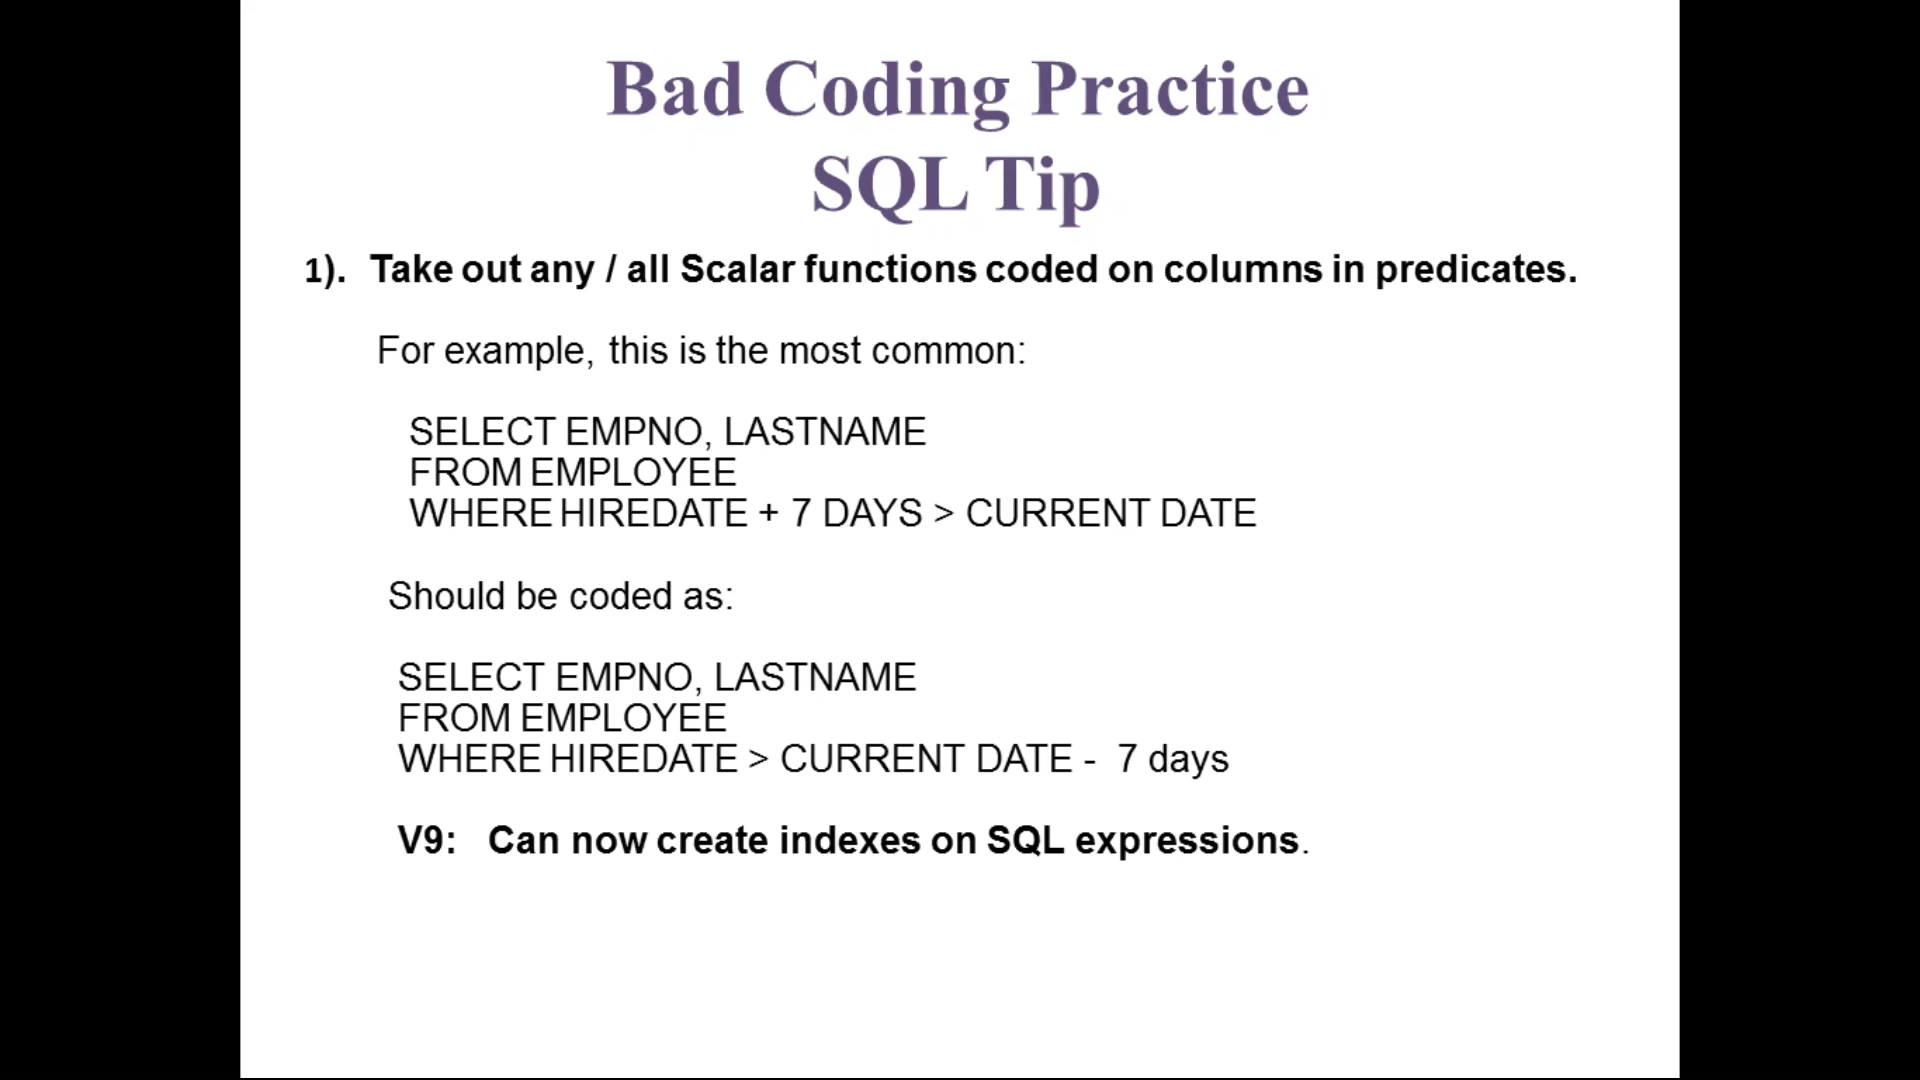 Bad Coding Practice
SQL Tip
1). Take out any / all Scalar functions coded on columns in predicates.
For example, this is the most common:
SELECT EMPNO, LASTNAME
FROM EMPLOYEE
WHERE HIREDATE + 7 DAYS > CURRENT DATE
Should be coded as:
SELECT EMPNO, LASTNAME
FROM EMPLOYEE
WHERE HIREDATE > CURRENT DATE - 7 days
V9: Can now create indexes on SQL expressions.